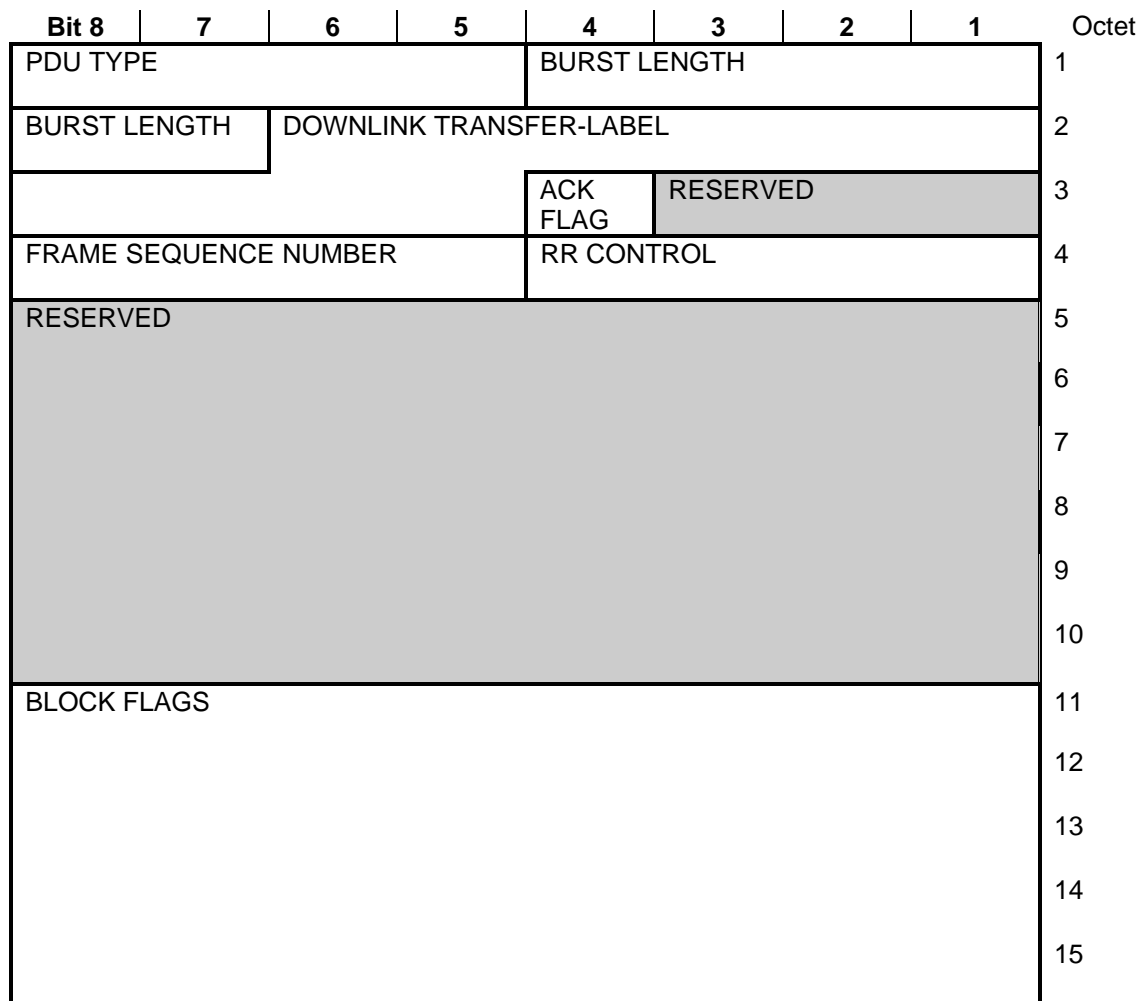 Bit 8 7 6 5 4 3 2 1 Octet
PDU TYPE BURST LENGTH 1
BURST LENGTH DOWNLINK TRANSFER-LABEL 2
ACK RESERVED 3
FLAG
FRAME SEQUENCE NUMBER RR CONTROL 4
RESERVED 5
6
7
8
9
10
BLOCK FLAGS 11
12
13
14
15